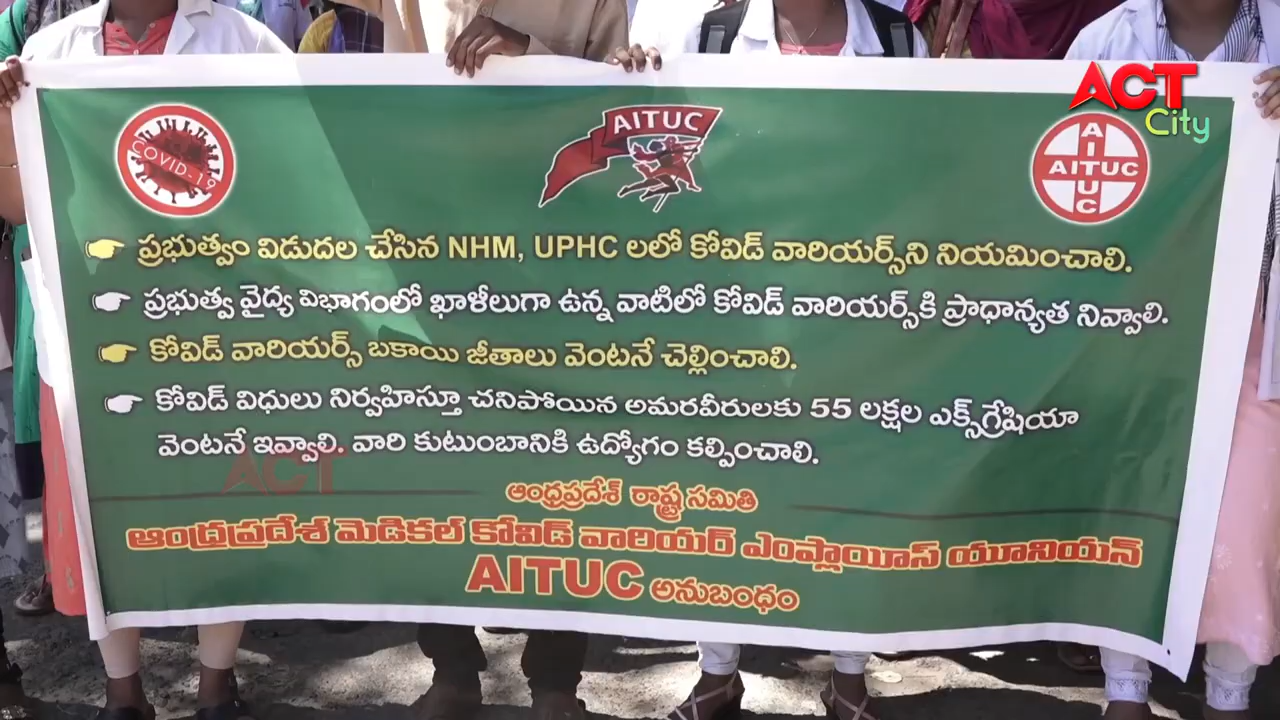 ACT
City
COVID-19
AITUC
AITUC
AITUC
ప్రభుత్వం విడుదల చేసిన NHM, UPHC లలో కోవిడ్ వారియర్స్‌ని నియమించాలి.
ప్రభుత్వ వైద్య విభాగంలో ఖాళీలుగా ఉన్న వాటిలో కోవిడ్ వారియర్స్‌కి ప్రాధాన్యత నివ్వాలి.
కోవిడ్ వారియర్స్ బకాయి జీతాలు వెంటనే చెల్లించాలి.
కోవిడ్ విధులు నిర్వహిస్తూ చనిపోయిన అమరవీరులకు 55 లక్షల ఎక్స్‌గ్రేషియా
వెంటనే ఇవ్వాలి. వారి కుటుంబానికి ఉద్యోగం కల్పించాలి.
ACT
ఆంధ్రప్రదేశ్ రాష్ట్ర సమితి
ఆంధ్రప్రదేశ్ మెడికల్ కోవిడ్ వారియర్ ఎంప్లాయీస్ యూనియన్
AITUC అనుబంధం